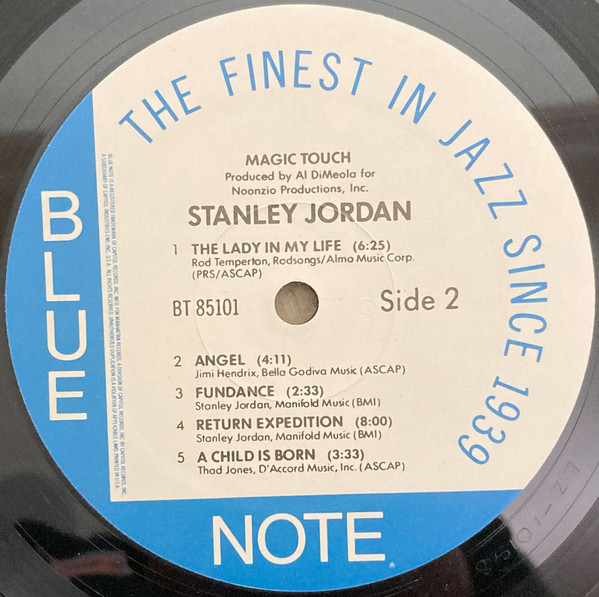 THE FINEST IN JAZZ SINCE 1939
MAGIC TOUCH
Produced by Al DiMeola for
Noonzio Productions, Inc.
STANLEY JORDAN
1 THE LADY IN MY LIFE (6:25)
Rod Temperton, Rodsongs/Almo Music Corp.
(PRS/ASCAP)
BT 85101
Side 2
2 ANGEL (4:11)
Jimi Hendrix, Bella Godiva Music (ASCAP)
3 FUNDANCE (2:33)
Stanley Jordan, Manifold Music (BMI)
4 RETURN EXPEDITION (8:00)
Stanley Jordan, Manifold Music (BMI)
5 A CHILD IS BORN (3:33)
Thad Jones, D'Accord Music, Inc. (ASCAP)
BLUE
NOTE®